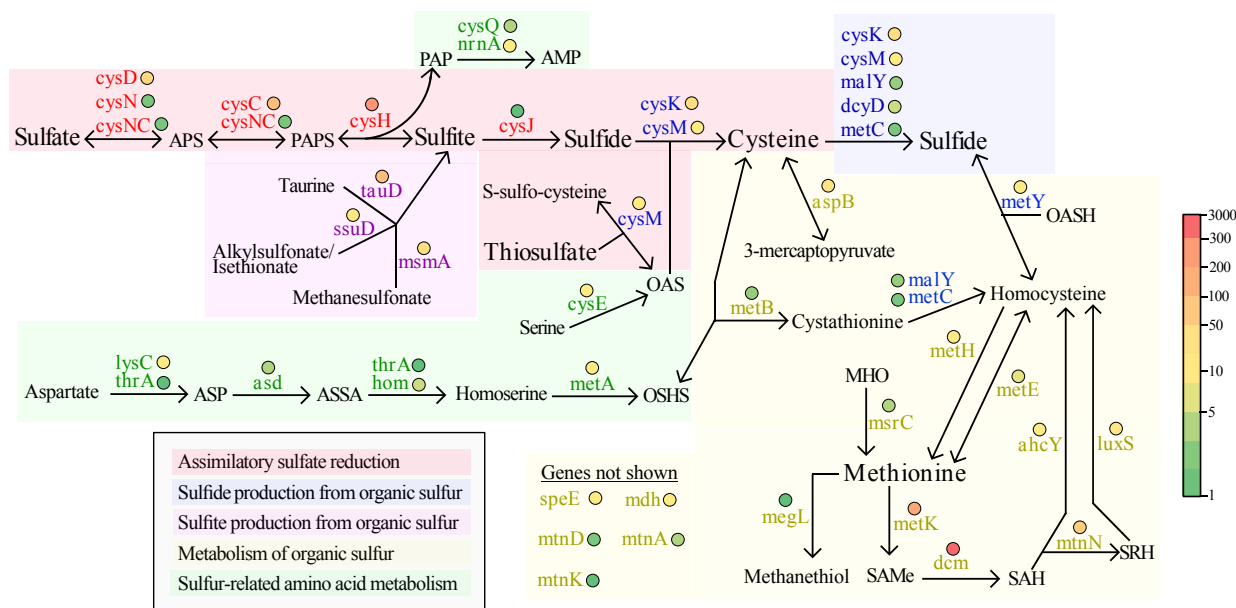 cysQ
nrnA
PAP
AMP
cysD
cysN
cysNC
cysC
cysNC
cysH
cysJ
cysK
cysM
cysK
cysM
malY
dcyD
metC
Sulfate
APS
PAPS
Sulfite
Sulfide
Cysteine
Sulfide
Taurine
tauD
ssuD
Alkylsulfonate/
Isethionate
msmA
Methanesulfonate
S-sulfo-cysteine
cysM
Thiosulfate
aspB
3-mercaptopyruvate
metY
OASH
OAS
cysE
Serine
metB
Cystathionine
malY
metC
Homocysteine
lysC
thrA
asd
thrA
hom
metA
Aspartate
ASP
ASSA
Homoserine
OSHS
metH
metE
MHO
msrC
ahcY
luxS
Methionine
megL
metK
Methanethiol
SAMe
dcm
SAH
mtnN
SRH
Assimilatory sulfate reduction
Sulfide production from organic sulfur
Sulfite production from organic sulfur
Metabolism of organic sulfur
Sulfur-related amino acid metabolism
Genes not shown
speE
mdh
mtnD
mtnA
mtnK
3000
300
200
100
50
10
5
1